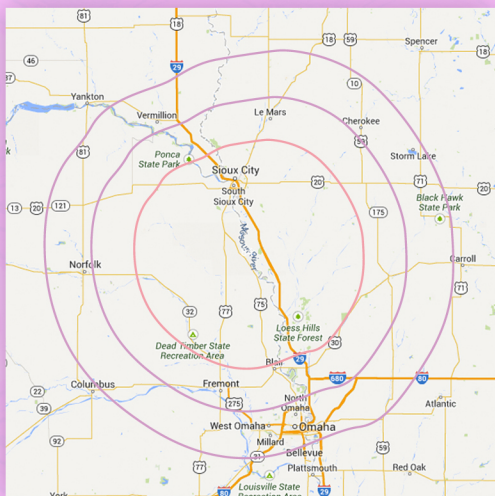 81
18
18
59
Spencer
18
46
29
Yankton
10
Vermillion
Le Mars
Cherokee
59
81
Ponca
State Park
Storm Lake
Sioux City
20
71
20
South
Sioux City
Black Hawk
State Park
13
20
121
175
Missouri River
Norfolk
Carroll
71
32
77
75
Loess Hills
State Forest
Dead Timber State
Recreation Area
30
29
Blair
680
80
Columbus
Fremont
22
39
275
North
Omaha
Atlantic
West Omaha
Omaha
92
Millard
59
31
Bellevue
77
Plattsmouth
Red Oak
Louisville State
Recreation Area
80
29
York